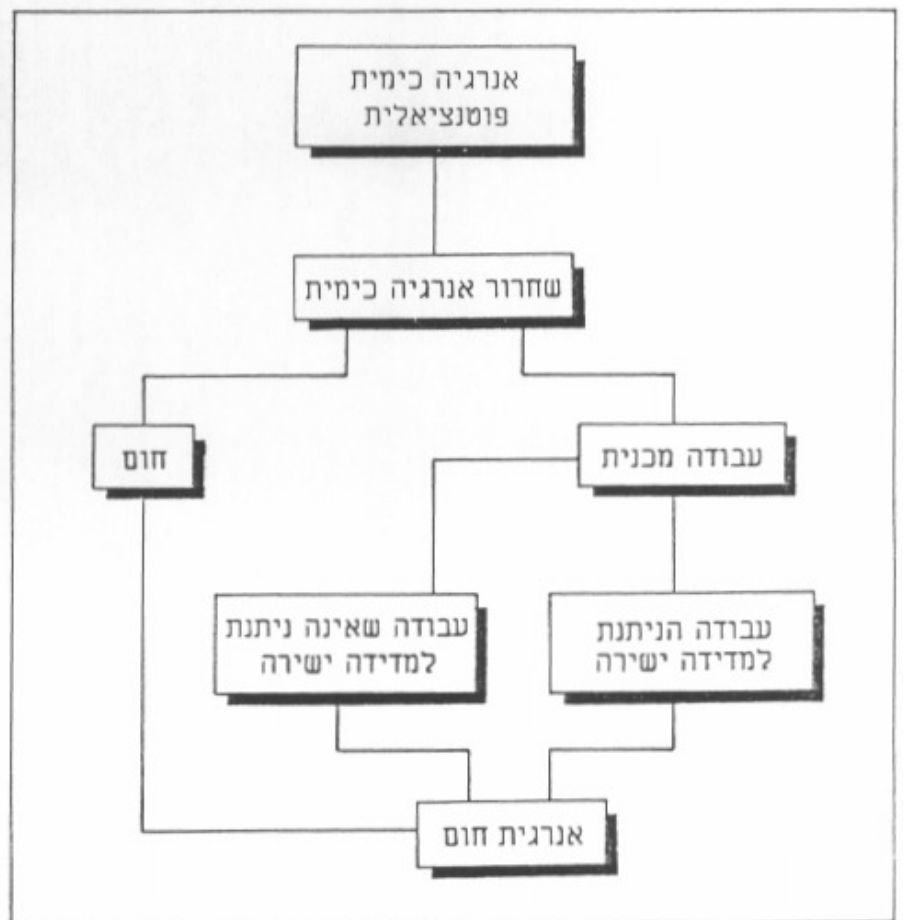 אנרגיה כימית
פוטנציאלית
שחרור אנרגיה כימית
עבודה מכנית
חום
עבודה הניתנת
למדידה ישירה
עבודה שאינה ניתנת
למדידה ישירה
אנרגית חום